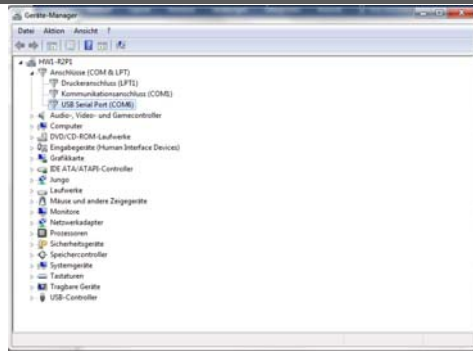 Geräte-Manager
Datei Aktion Ansicht ?
HW1-R2P1
Anschlüsse (COM & LPT)
Druckeranschluss (LPT1)
Kommunikationsanschluss (COM1)
USB Serial Port (COM6)
Audio-, Video- und Gamecontroller
Computer
DVD/CD-ROM-Laufwerke
Eingabegeräte (Human Interface Devices)
Grafikkarte
IDE ATA/ATAPI-Controller
Jungo
Laufwerke
Mäuse und andere Zeigegeräte
Monitore
Netzwerkadapter
Prozessoren
Sicherheitsgeräte
Speichercontroller
Systemgeräte
Tastaturen
Tragbare Geräte
USB-Controller